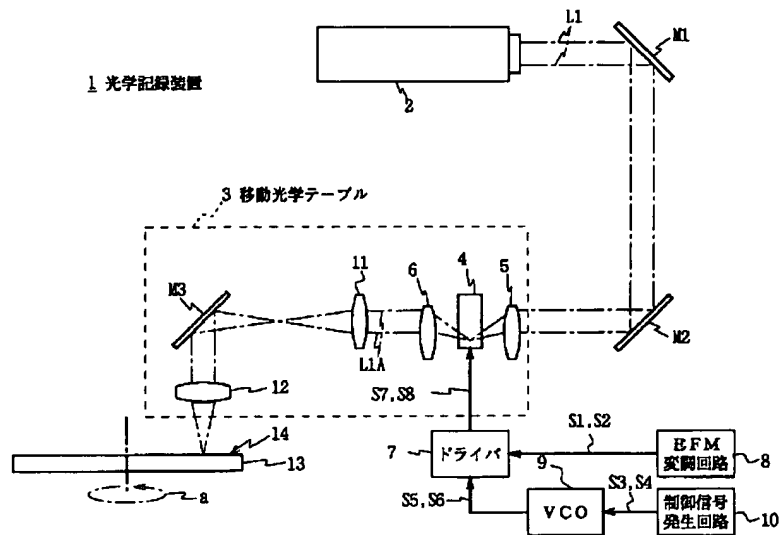 L1
M1
1 光学記録装置
2
3 移動光学テーブル
11
6
4
5
M3
M2
L1A
12
S7,S8
14
S1,S2
13
7
ドライバ
EFM
変調回路
8
9
a
S5,S6
VCO
S3,S4
制御信号
発生回路
10